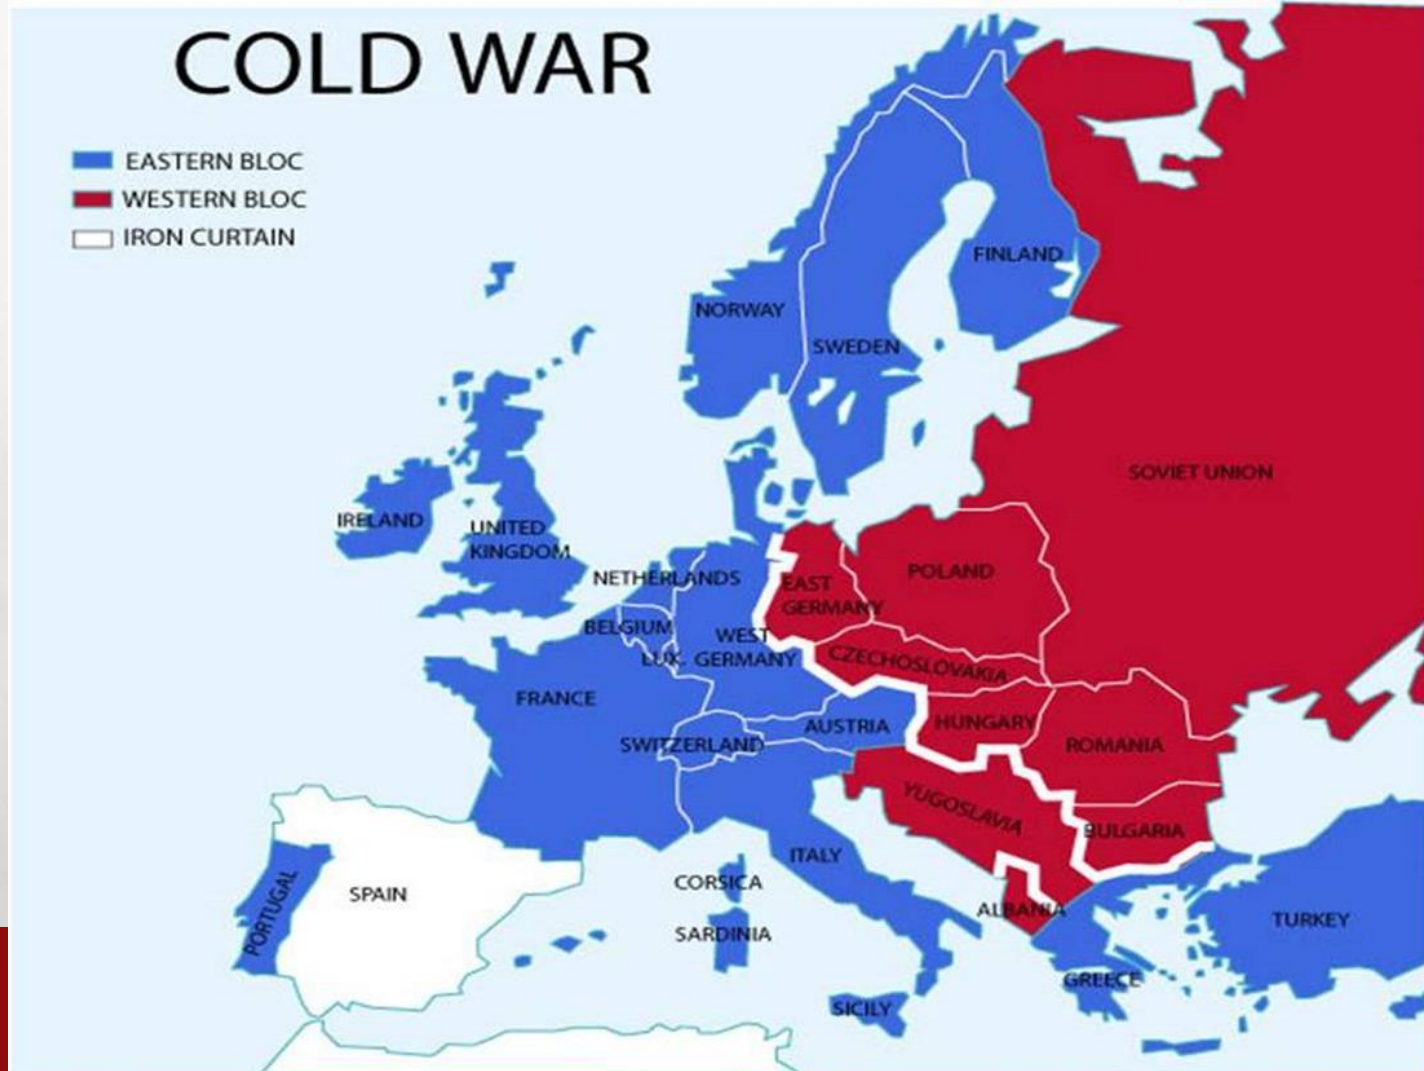 COLD WAR
EASTERN BLOC
WESTERN BLOC
IRON CURTAIN
FINLAND
NORWAY
SWEDEN
SOVIET UNION
IRELAND
UNITED
KINGDOM
NETHERLANDS
EAST
GERMANY
POLAND
BELGIUM
WEST
GERMANY
LUX.
CZECHOSLOVAKIA
FRANCE
AUSTRIA
HUNGARY
SWITZERLAND
ROMANIA
YUGOSLAVIA
BULGARIA
ITALY
CORSICA
SPAIN
PORTUGAL
ALBANIA
TURKEY
SARDINIA
GREECE
SICILY